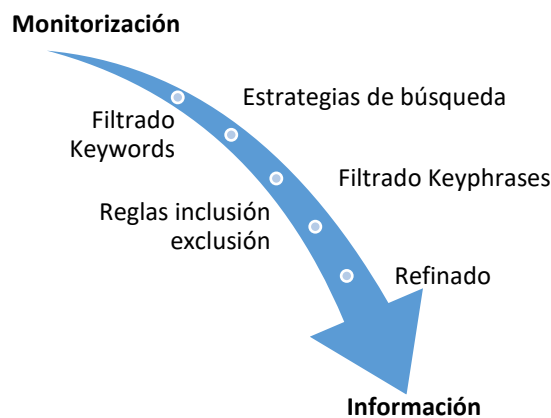 Monitorización
Estrategias de búsqueda
Filtrado
Keywords
Filtrado Keyphrases
Reglas inclusión
exclusión
Refinado
Información